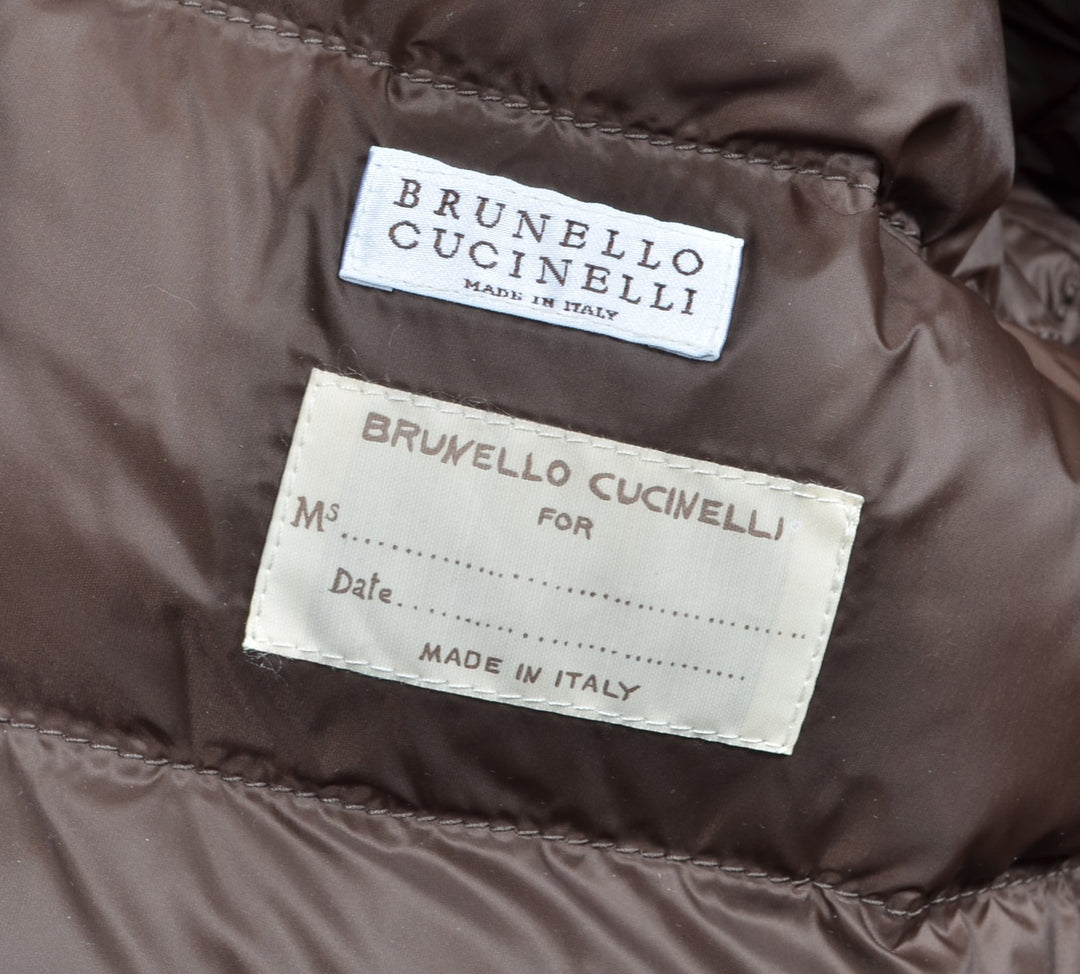 BRUNELLO
CUCINELLI
MADE IN ITALY
BRUNELLO CUCINELLI
FOR
Ms.......................................
Date..............................
MADE IN ITALY